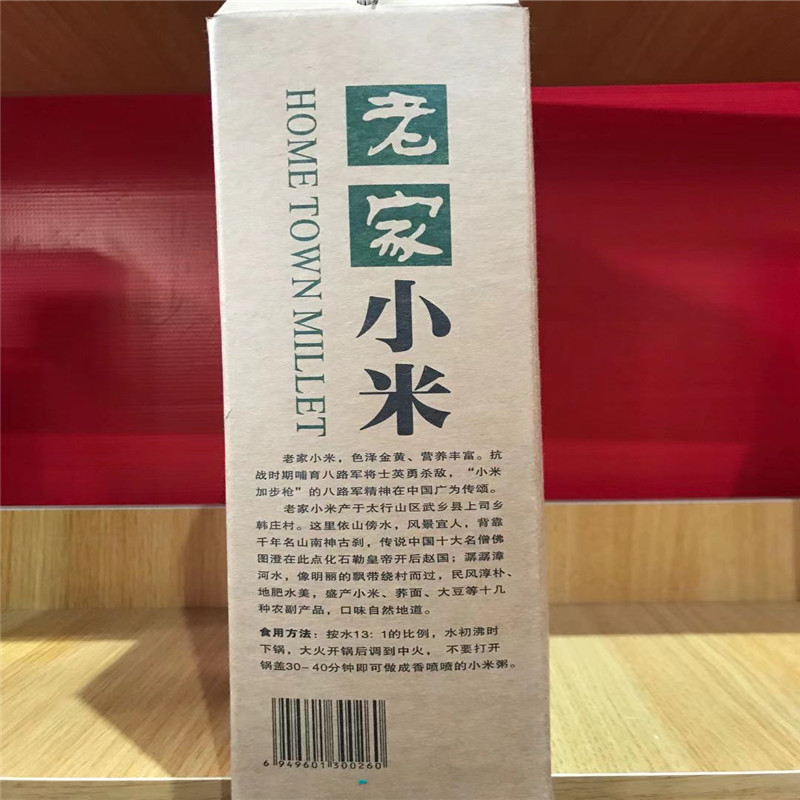 老家小米
HOME TOWN MILLET
老家小米，色泽金黄、营养丰富。抗
战时期哺育八路军将士英勇杀敌，“小米
加步枪”的八路军精神在中国广为传颂。
老家小米产于太行山区武乡县上司乡
韩庄村。这里依山傍水，风景宜人，背靠
千年名山南神古刹，传说中国十大名僧佛
图澄在此点化石勒皇帝开后赵国；潺潺漳
河水，像明丽的飘带绕村而过，民风淳朴、
地肥水美，盛产小米、荞面、大豆等十几
种农副产品，口味自然地道。
食用方法：按水13：1的比例，水初沸时
下锅，大火开锅后调到中火， 不要打开
锅盖30-40分钟即可做成香喷喷的小米粥。
6 949601 300260